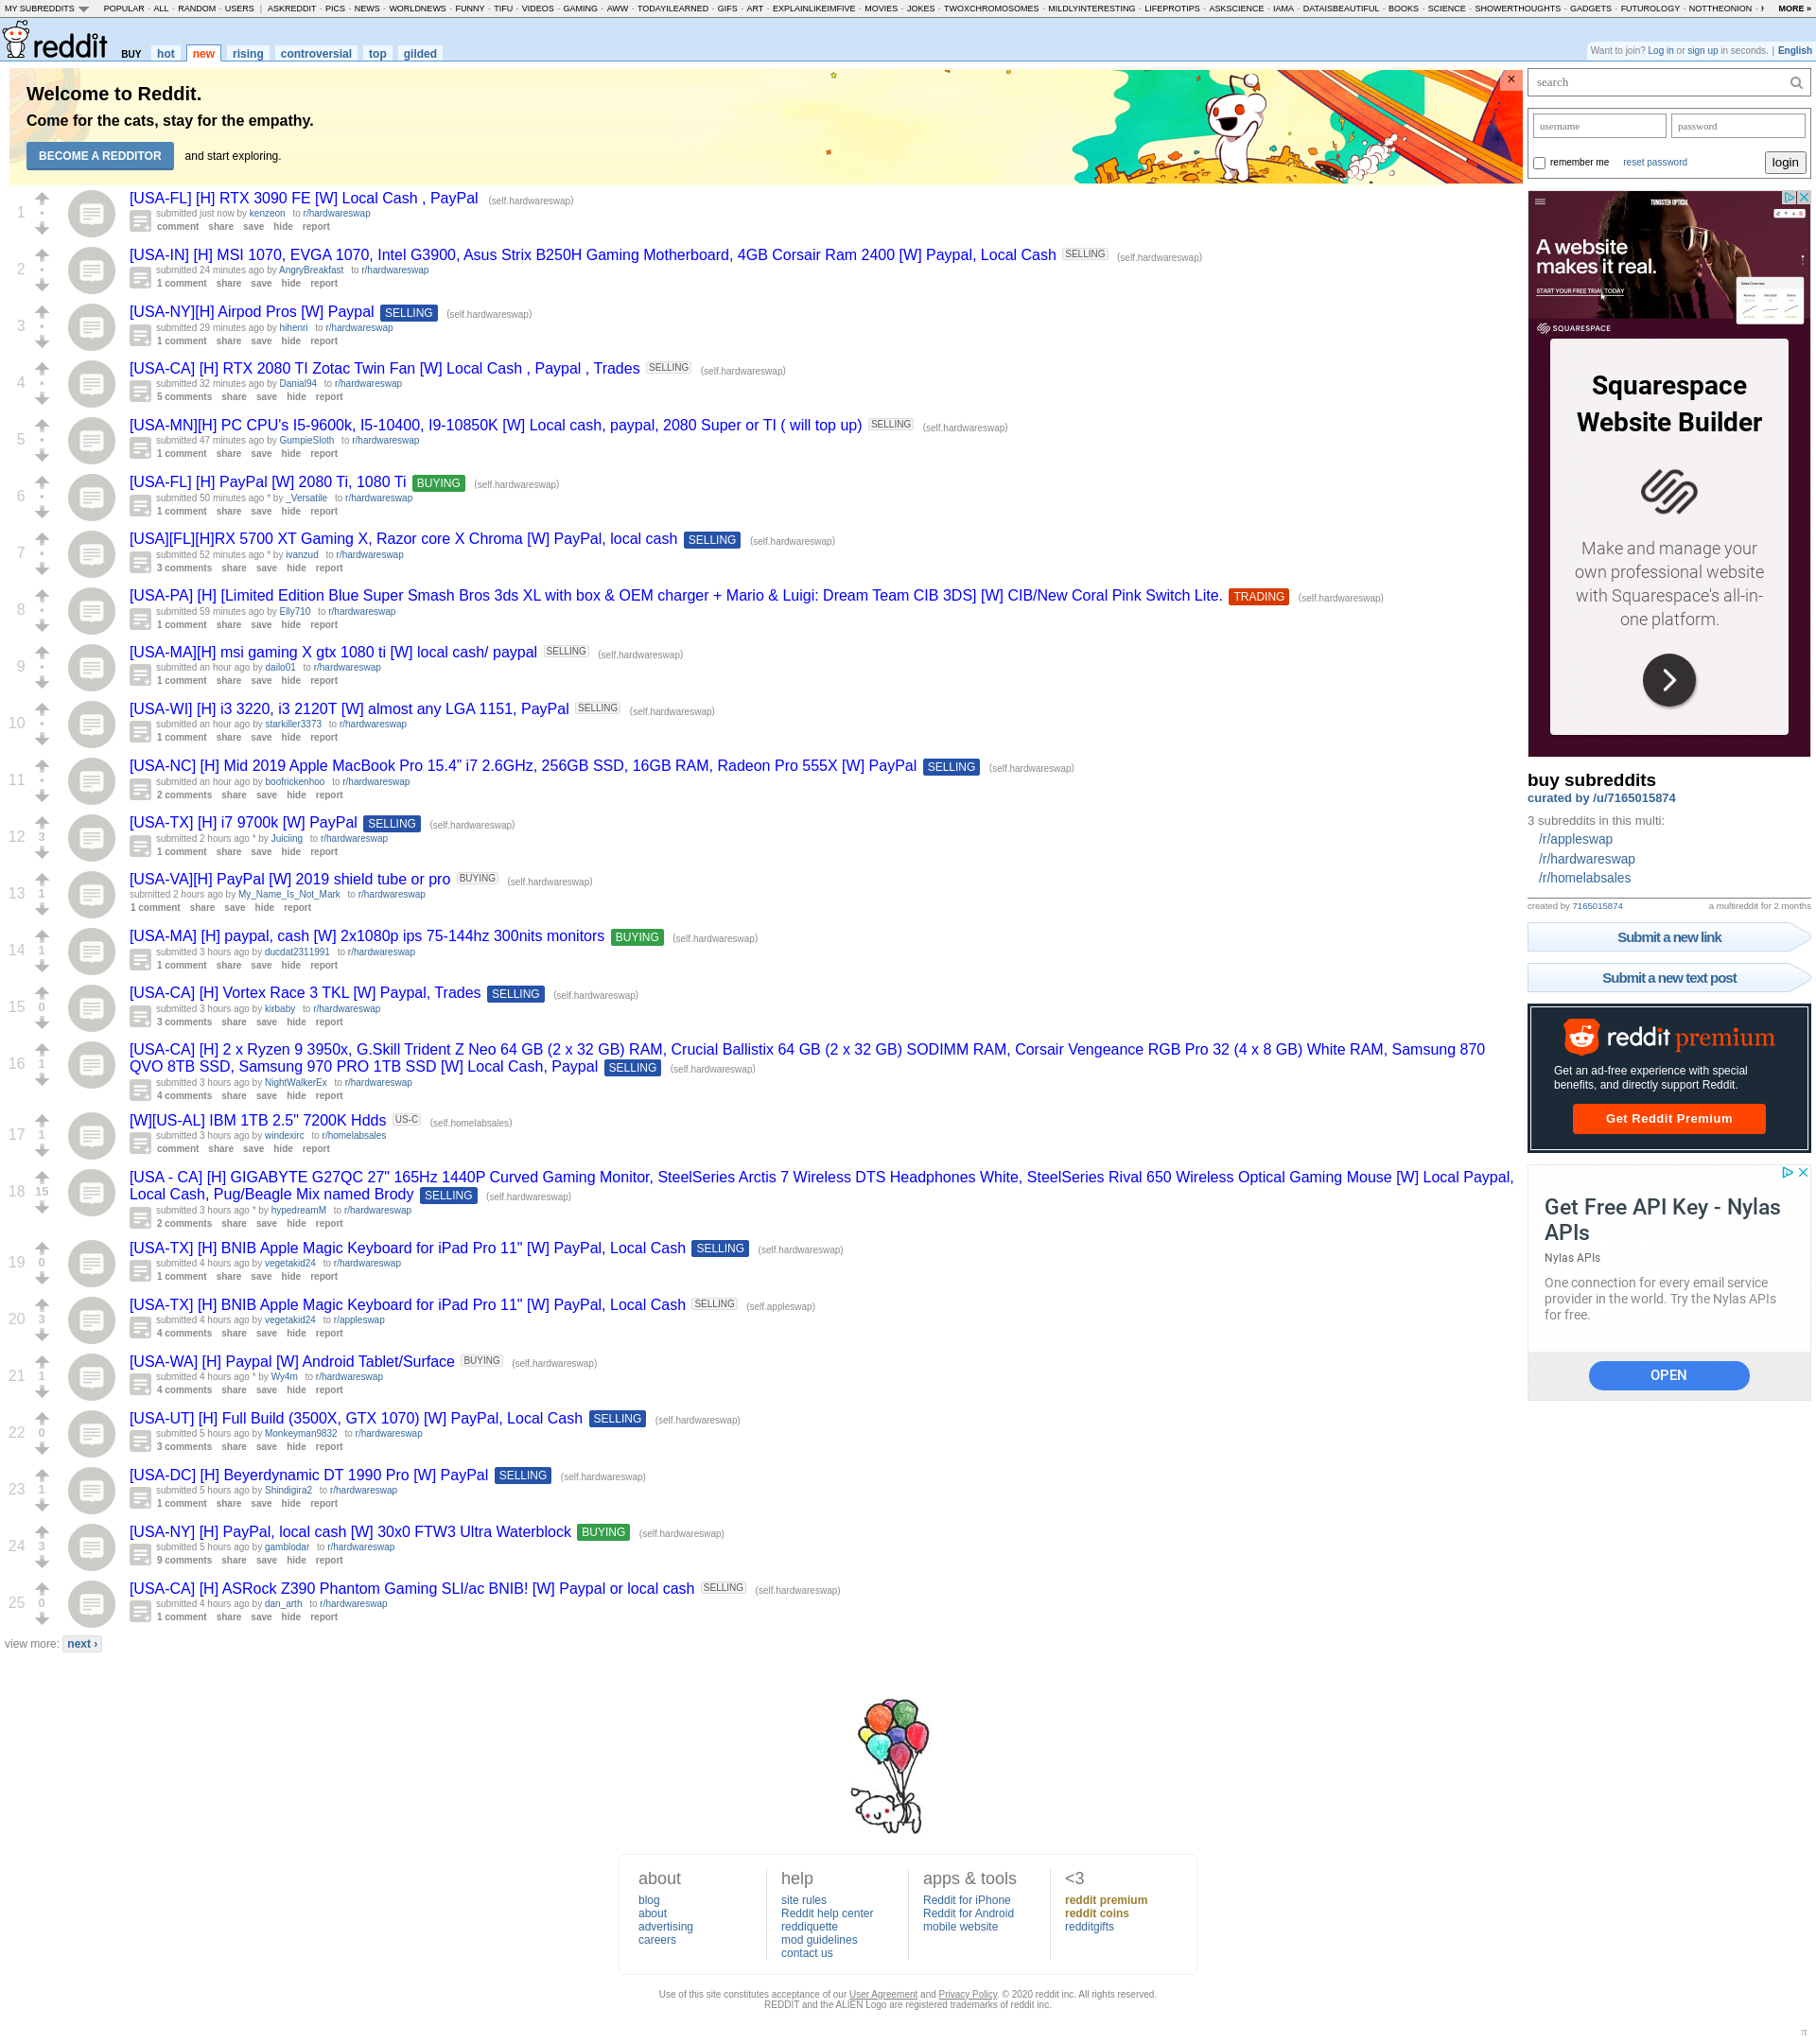 MY SUBREDDITS POPULAR - ALL - RANDOM - USERS | ASKREDDIT - PICS - NEWS - WORLDNEWS - FUNNY - TIFU - VIDEOS - GAMING - AWW - TODAYILEARNED - GIFS - ART - EXPLAINLIKEIMFIVE - MOVIES - JOKES - TWOXCHROMOSOMES - MILDLYINTERESTING - LIFEPROTIPS - ASKSCIENCE - IAMA - DATAISBEAUTIFUL - BOOKS - SCIENCE - SHOWERTHOUGHTS - GADGETS - FUTUROLOGY - NOTTHEONION - MORE »
reddit BUY hot new rising controversial top gilded
Want to join? Log in or sign up in seconds. | English
Welcome to Reddit.
Come for the cats, stay for the empathy.
BECOME A REDDITOR and start exploring.
1
[USA-FL] [H] RTX 3090 FE [W] Local Cash , PayPal (self.hardwareswap)
submitted just now by kenzeon to r/hardwareswap
comment share save hide report
2
[USA-IN] [H] MSI 1070, EVGA 1070, Intel G3900, Asus Strix B250H Gaming Motherboard, 4GB Corsair Ram 2400 [W] Paypal, Local Cash SELLING (self.hardwareswap)
submitted 24 minutes ago by AngryBreakfast to r/hardwareswap
1 comment share save hide report
3
[USA-NY][H] Airpod Pros [W] Paypal SELLING (self.hardwareswap)
submitted 29 minutes ago by hihenri to r/hardwareswap
1 comment share save hide report
4
[USA-CA] [H] RTX 2080 TI Zotac Twin Fan [W] Local Cash , Paypal , Trades SELLING (self.hardwareswap)
submitted 32 minutes ago by Danial94 to r/hardwareswap
5 comments share save hide report
5
[USA-MN][H] PC CPU's I5-9600k, I5-10400, I9-10850K [W] Local cash, paypal, 2080 Super or TI ( will top up) SELLING (self.hardwareswap)
submitted 47 minutes ago by GumpieSloth to r/hardwareswap
1 comment share save hide report
6
[USA-FL] [H] PayPal [W] 2080 Ti, 1080 Ti BUYING (self.hardwareswap)
submitted 50 minutes ago * by _Versatile to r/hardwareswap
1 comment share save hide report
7
[USA][FL][H]RX 5700 XT Gaming X, Razor core X Chroma [W] PayPal, local cash SELLING (self.hardwareswap)
submitted 52 minutes ago * by ivanzud to r/hardwareswap
3 comments share save hide report
8
[USA-PA] [H] [Limited Edition Blue Super Smash Bros 3ds XL with box & OEM charger + Mario & Luigi: Dream Team CIB 3DS] [W] CIB/New Coral Pink Switch Lite. TRADING (self.hardwareswap)
submitted 59 minutes ago by Elly710 to r/hardwareswap
1 comment share save hide report
9
[USA-MA][H] msi gaming X gtx 1080 ti [W] local cash/ paypal SELLING (self.hardwareswap)
submitted an hour ago by dailo01 to r/hardwareswap
1 comment share save hide report
10
[USA-WI] [H] i3 3220, i3 2120T [W] almost any LGA 1151, PayPal SELLING (self.hardwareswap)
submitted an hour ago by starkiller3373 to r/hardwareswap
1 comment share save hide report
11
[USA-NC] [H] Mid 2019 Apple MacBook Pro 15.4” i7 2.6GHz, 256GB SSD, 16GB RAM, Radeon Pro 555X [W] PayPal SELLING (self.hardwareswap)
submitted an hour ago by boofrickenhoo to r/hardwareswap
2 comments share save hide report
12 3
[USA-TX] [H] i7 9700k [W] PayPal SELLING (self.hardwareswap)
submitted 2 hours ago * by Juiciing to r/hardwareswap
1 comment share save hide report
13 1
[USA-VA][H] PayPal [W] 2019 shield tube or pro BUYING (self.hardwareswap)
submitted 2 hours ago by My_Name_Is_Not_Mark to r/hardwareswap
1 comment share save hide report
14 1
[USA-MA] [H] paypal, cash [W] 2x1080p ips 75-144hz 300nits monitors BUYING (self.hardwareswap)
submitted 3 hours ago by ducdat2311991 to r/hardwareswap
1 comment share save hide report
15 0
[USA-CA] [H] Vortex Race 3 TKL [W] Paypal, Trades SELLING (self.hardwareswap)
submitted 3 hours ago by kirbaby to r/hardwareswap
3 comments share save hide report
16 1
[USA-CA] [H] 2 x Ryzen 9 3950x, G.Skill Trident Z Neo 64 GB (2 x 32 GB) RAM, Crucial Ballistix 64 GB (2 x 32 GB) SODIMM RAM, Corsair Vengeance RGB Pro 32 (4 x 8 GB) White RAM, Samsung 870
QVO 8TB SSD, Samsung 970 PRO 1TB SSD [W] Local Cash, Paypal SELLING (self.hardwareswap)
submitted 3 hours ago by NightWalkerEx to r/hardwareswap
4 comments share save hide report
17 1
[W][US-AL] IBM 1TB 2.5" 7200K Hdds US-C (self.homelabsales)
submitted 3 hours ago by windexirc to r/homelabsales
comment share save hide report
18 15
[USA - CA] [H] GIGABYTE G27QC 27" 165Hz 1440P Curved Gaming Monitor, SteelSeries Arctis 7 Wireless DTS Headphones White, SteelSeries Rival 650 Wireless Optical Gaming Mouse [W] Local Paypal,
Local Cash, Pug/Beagle Mix named Brody SELLING (self.hardwareswap)
submitted 3 hours ago * by hypedreamM to r/hardwareswap
2 comments share save hide report
19 0
[USA-TX] [H] BNIB Apple Magic Keyboard for iPad Pro 11" [W] PayPal, Local Cash SELLING (self.hardwareswap)
submitted 4 hours ago by vegetakid24 to r/hardwareswap
1 comment share save hide report
20 3
[USA-TX] [H] BNIB Apple Magic Keyboard for iPad Pro 11" [W] PayPal, Local Cash SELLING (self.appleswap)
submitted 4 hours ago by vegetakid24 to r/appleswap
4 comments share save hide report
21 1
[USA-WA] [H] Paypal [W] Android Tablet/Surface BUYING (self.hardwareswap)
submitted 4 hours ago * by Wy4m to r/hardwareswap
4 comments share save hide report
22 0
[USA-UT] [H] Full Build (3500X, GTX 1070) [W] PayPal, Local Cash SELLING (self.hardwareswap)
submitted 5 hours ago by Monkeyman9832 to r/hardwareswap
3 comments share save hide report
23 1
[USA-DC] [H] Beyerdynamic DT 1990 Pro [W] PayPal SELLING (self.hardwareswap)
submitted 5 hours ago by Shindigira2 to r/hardwareswap
1 comment share save hide report
24 3
[USA-NY] [H] PayPal, local cash [W] 30x0 FTW3 Ultra Waterblock BUYING (self.hardwareswap)
submitted 5 hours ago by gamblodar to r/hardwareswap
9 comments share save hide report
25 0
[USA-CA] [H] ASRock Z390 Phantom Gaming SLI/ac BNIB! [W] Paypal or local cash SELLING (self.hardwareswap)
submitted 4 hours ago by dan_arth to r/hardwareswap
1 comment share save hide report
view more: next ›
search
username password
remember me reset password login
TUNGSTEN OPTICAL
A website
makes it real.
START YOUR FREE TRIAL TODAY
SQUARESPACE
Squarespace
Website Builder
Make and manage your
own professional website
with Squarespace's all-in-
one platform.
buy subreddits
curated by /u/7165015874
3 subreddits in this multi:
/r/appleswap
/r/hardwareswap
/r/homelabsales
created by 7165015874 a multireddit for 2 months
Submit a new link
Submit a new text post
reddit premium
Get an ad-free experience with special
benefits, and directly support Reddit.
Get Reddit Premium
Get Free API Key - Nylas
APIs
Nylas APIs
One connection for every email service
provider in the world. Try the Nylas APIs
for free.
OPEN
about
blog
about
advertising
careers
help
site rules
Reddit help center
reddiquette
mod guidelines
contact us
apps & tools
Reddit for iPhone
Reddit for Android
mobile website
<3
reddit premium
reddit coins
redditgifts
Use of this site constitutes acceptance of our User Agreement and Privacy Policy. © 2020 reddit inc. All rights reserved.
REDDIT and the ALIEN Logo are registered trademarks of reddit inc.
π